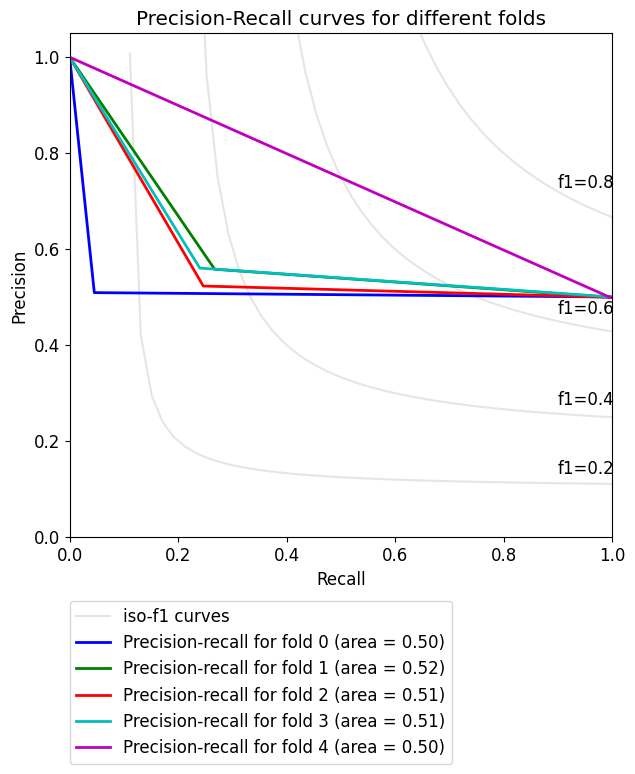 Precision-Recall curves for different folds
1.0
0.8
0.6
0.4
0.2
0.0
Precision
f1=0.8
f1=0.6
f1=0.4
f1=0.2
0.0 0.2 0.4 0.6 0.8 1.0
Recall
iso-f1 curves
Precision-recall for fold 0 (area = 0.50)
Precision-recall for fold 1 (area = 0.52)
Precision-recall for fold 2 (area = 0.51)
Precision-recall for fold 3 (area = 0.51)
Precision-recall for fold 4 (area = 0.50)